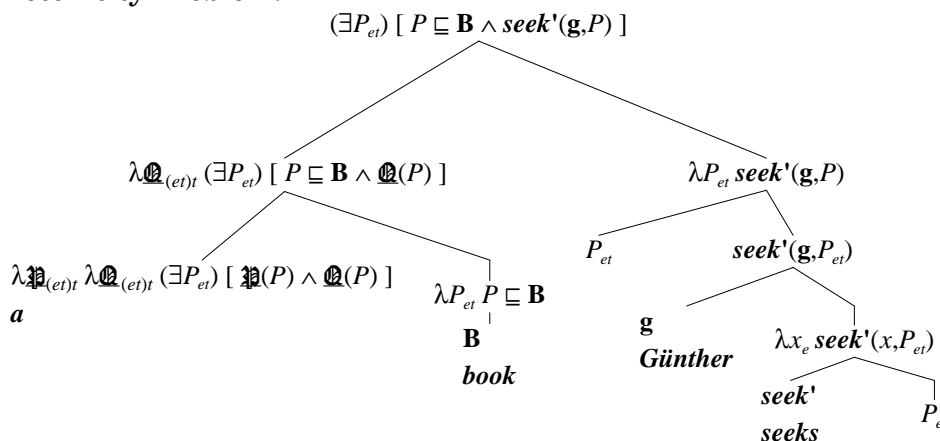 (∃P_et) [ P ⊑ B ∧ seek'(g,P) ]
λ𝕼_(et)t (∃P_et) [ P ⊑ B ∧ 𝕼(P) ]
λP_et seek'(g,P)
P_et
seek'(g,P_et)
λ𝕻_(et)t λ𝕼_(et)t (∃P_et) [ 𝕻(P) ∧ 𝕼(P) ]
a
λP_et P ⊑ B
B
book
g
Günther
λx_e seek'(x,P_et)
seek'
seeks